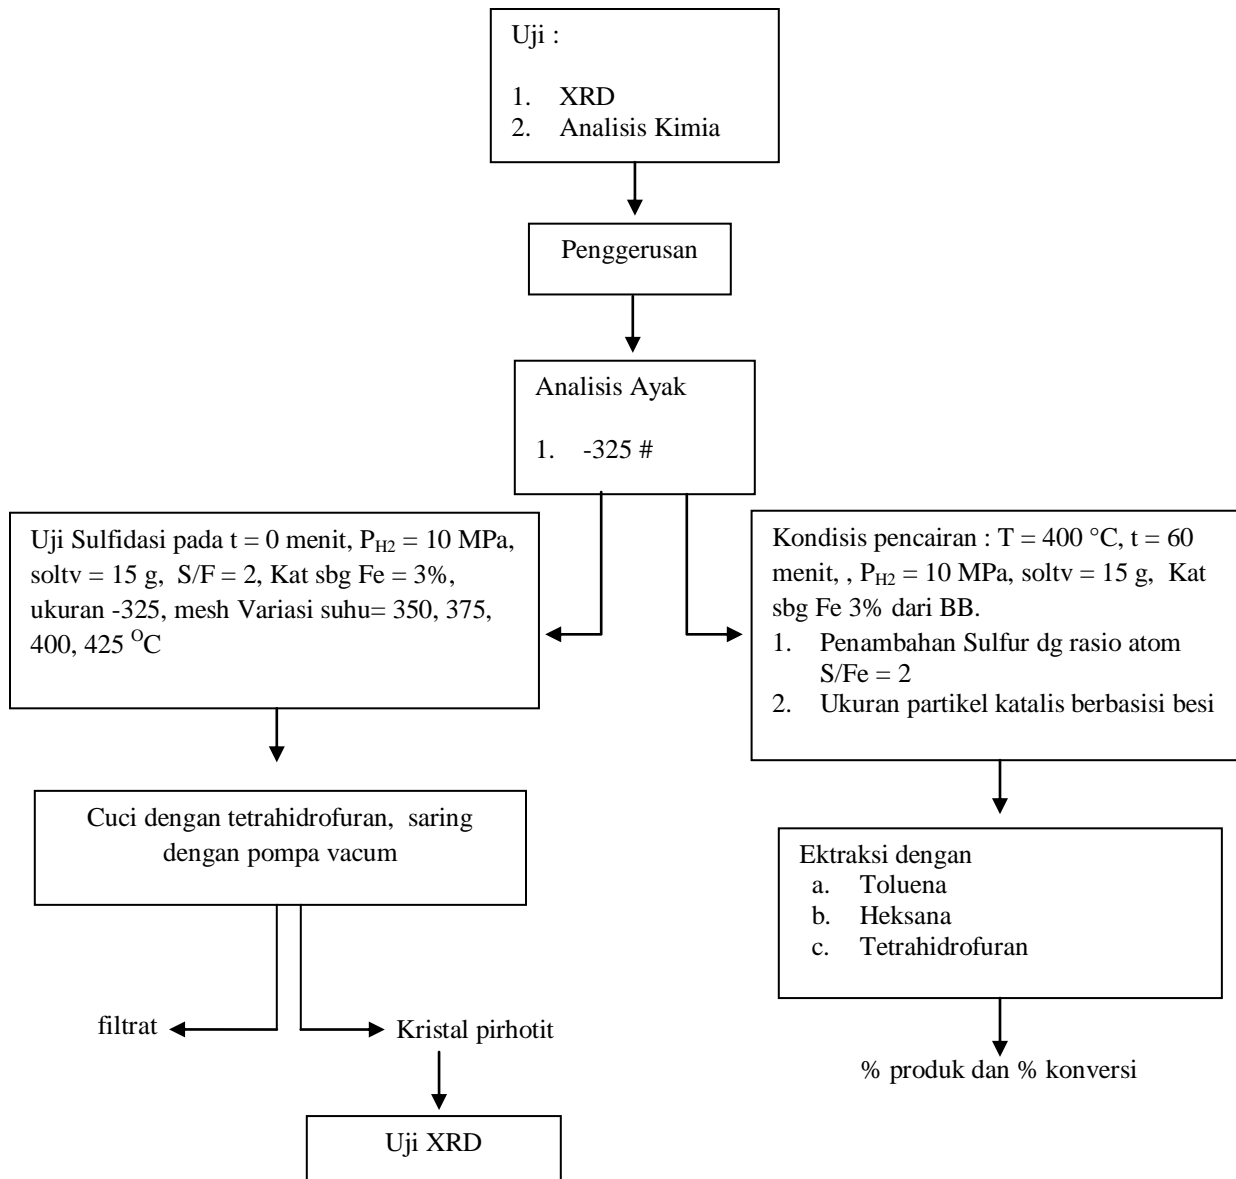 Uji :
1. XRD
2. Analisis Kimia
Penggerusan
Analisis Ayak
1. -325 #
Uji Sulfidasi pada t = 0 menit, P_H2 = 10 MPa,
soltv = 15 g, S/F = 2, Kat sbg Fe = 3%,
ukuran -325, mesh Variasi suhu= 350, 375,
400, 425 ^OC
Kondisis pencairan : T = 400 °C, t = 60
menit, , P_H2 = 10 MPa, soltv = 15 g, Kat
sbg Fe 3% dari BB.
1. Penambahan Sulfur dg rasio atom
S/Fe = 2
2. Ukuran partikel katalis berbasisi besi
Cuci dengan tetrahidrofuran, saring
dengan pompa vacum
Ektraksi dengan
a. Toluena
b. Heksana
c. Tetrahidrofuran
filtrat
Kristal pirhotit
% produk dan % konversi
Uji XRD